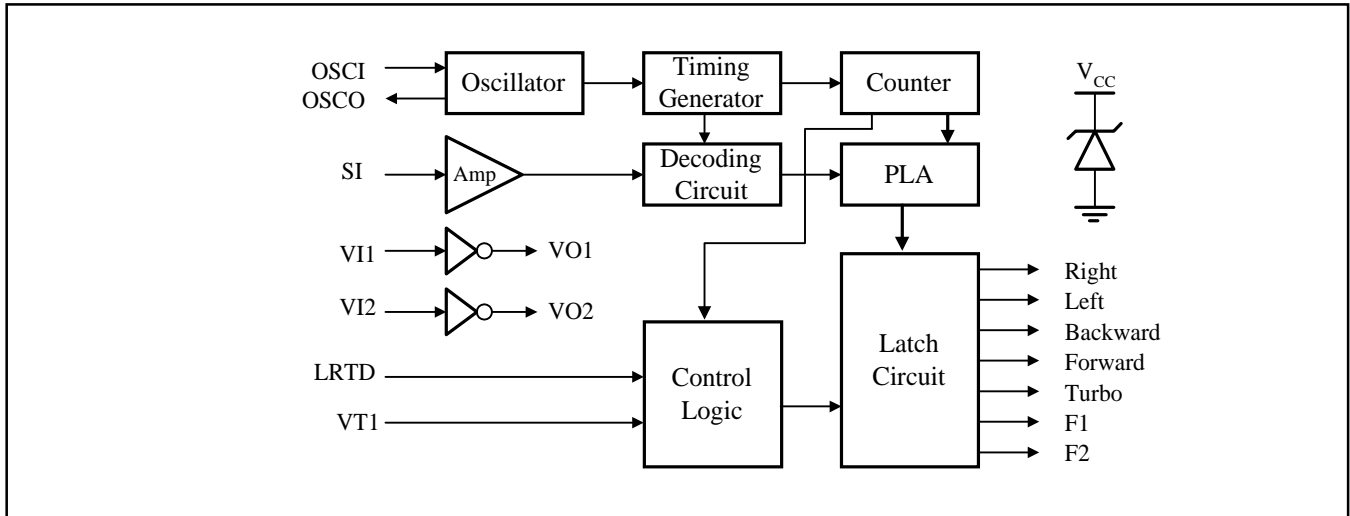 OSCI
OSCO
Oscillator
Timing
Generator
Counter
V_CC
SI
Amp
Decoding
Circuit
PLA
VI1
VO1
VI2
VO2
LRTD
VT1
Control
Logic
Latch
Circuit
Right
Left
Backward
Forward
Turbo
F1
F2